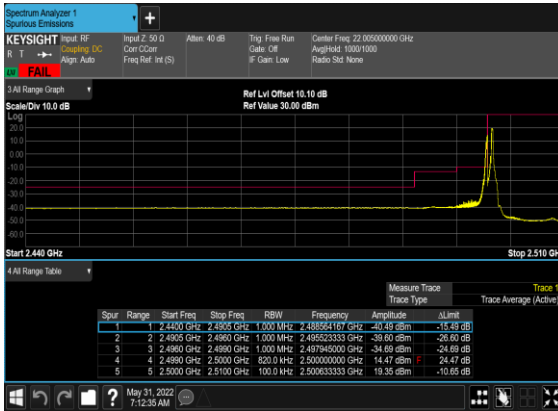 Spectrum Analyzer 1
Spurious Emissions
KEYSIGHT
R T
LXI FAIL
Input: RF
Coupling: DC
Align: Auto
Input Z: 50 Ω
Corr CCorr
Freq Ref: Int (S)
Atten: 40 dB
Trig: Free Run
Gate: Off
IF Gain: Low
Center Freq: 22.005000000 GHz
Avg|Hold: 1000/1000
Radio Std: None
3 All Range Graph
Scale/Div 10.0 dB
Ref Lvl Offset 10.10 dB
Ref Value 30.00 dBm
Log
20.0
10.0
0.00
-10.0
-20.0
-30.0
-40.0
-50.0
-60.0
Start 2.440 GHz
Stop 2.510 GH
4 All Range Table
Measure Trace Trace 1
Trace Type Trace Average (Active)
Spur Range Start Freq Stop Freq RBW Frequency Amplitude ΔLimit
1 1 2.4400 GHz 2.4905 GHz 1.000 MHz 2.488564167 GHz -40.49 dBm -15.49 dB
2 2 2.4905 GHz 2.4960 GHz 1.000 MHz 2.495523333 GHz -39.60 dBm -26.60 dB
3 3 2.4960 GHz 2.4990 GHz 1.000 MHz 2.497945000 GHz -34.69 dBm -24.69 dB
4 4 2.4990 GHz 2.5000 GHz 820.0 kHz 2.500000000 GHz 14.47 dBm F 24.47 dB
5 5 2.5000 GHz 2.5100 GHz 100.0 kHz 2.500633333 GHz 19.35 dBm -10.65 dB
May 31, 2022
7:12:35 AM